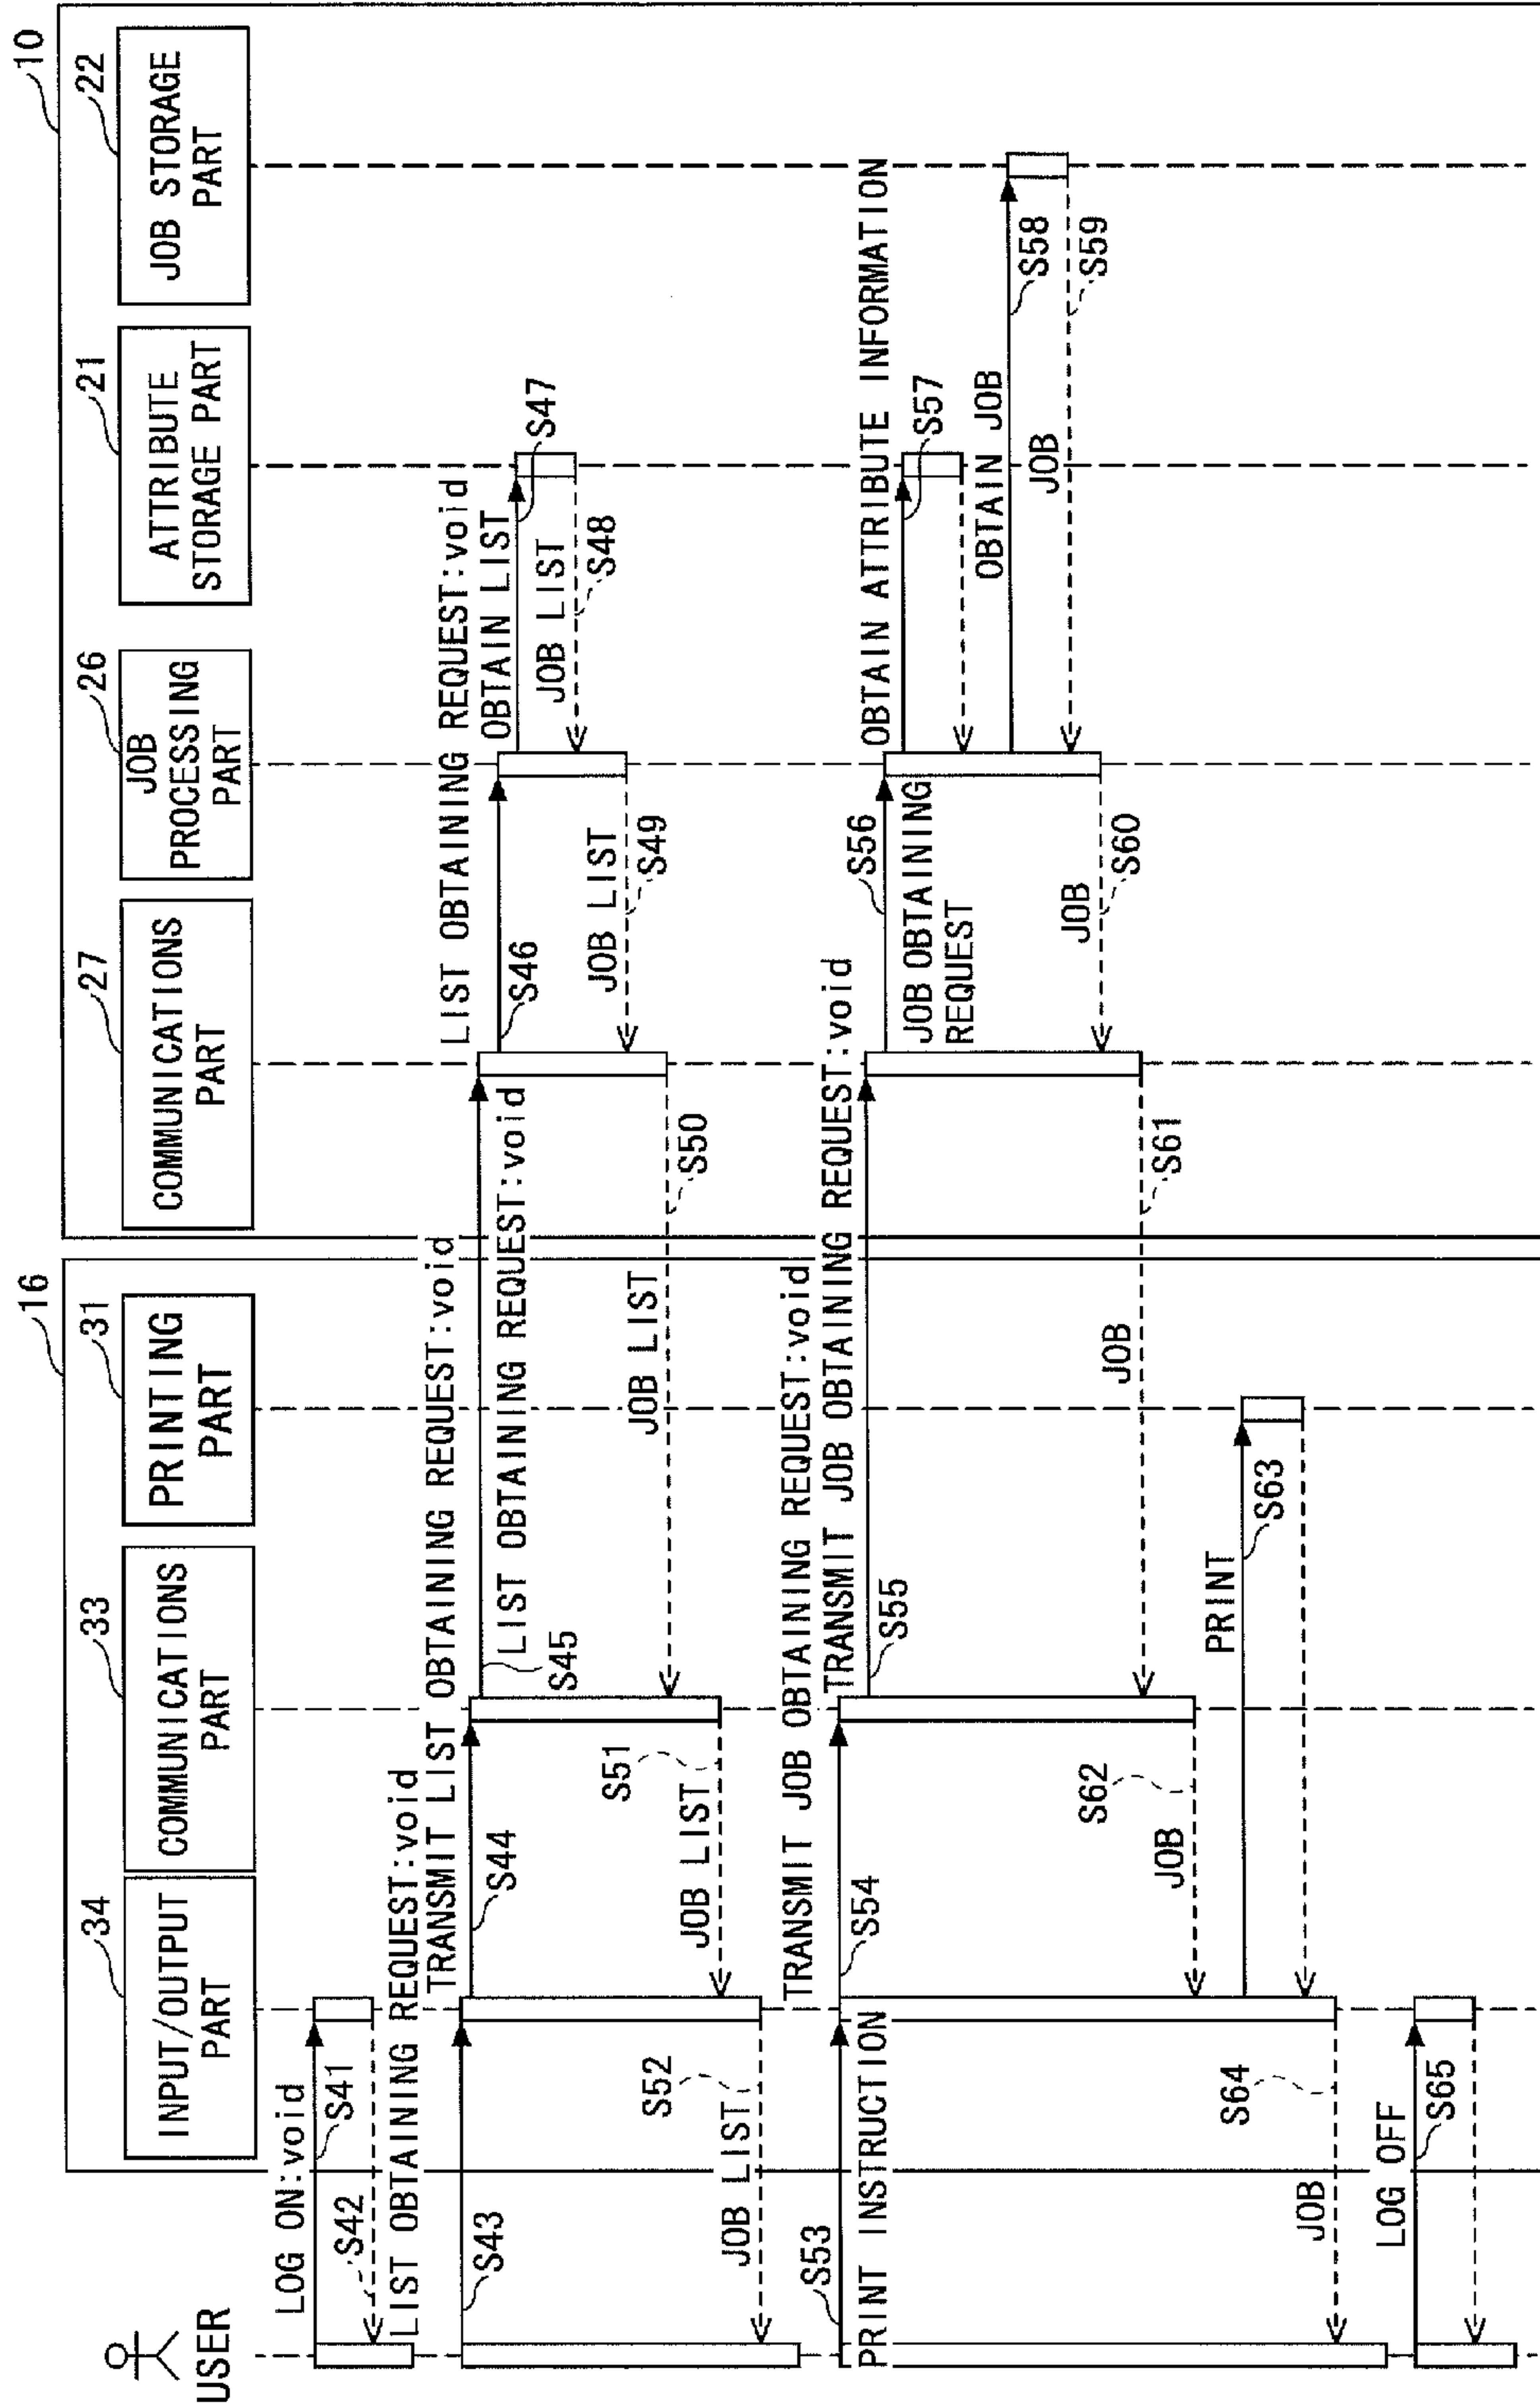 10
16
22
JOB STORAGE
PART
21
ATTRIBUTE
STORAGE PART
26
JOB
PROCESSING
PART
27
COMMUNICATIONS
PART
31
PRINTING
PART
33
COMMUNICATIONS
PART
34
INPUT/OUTPUT
PART
USER
LOG ON:void
S41
S42
LIST OBTAINING REQUEST:void
S43
TRANSMIT LIST OBTAINING REQUEST:void
S44
S45
LIST OBTAINING REQUEST:void
LIST OBTAINING REQUEST:void
S46
OBTAIN LIST
S47
JOB LIST
S48
JOB LIST
S49
JOB LIST
S50
JOB LIST
S51
JOB LIST
S52
S53
PRINT INSTRUCTION
TRANSMIT JOB OBTAINING REQUEST:void
S54
TRANSMIT JOB OBTAINING REQUEST:void
S55
S56
JOB OBTAINING
REQUEST
OBTAIN ATTRIBUTE INFORMATION
S57
OBTAIN JOB
S58
JOB
S59
JOB
S60
JOB
S61
JOB
S62
PRINT
S63
JOB
S64
LOG OFF
S65